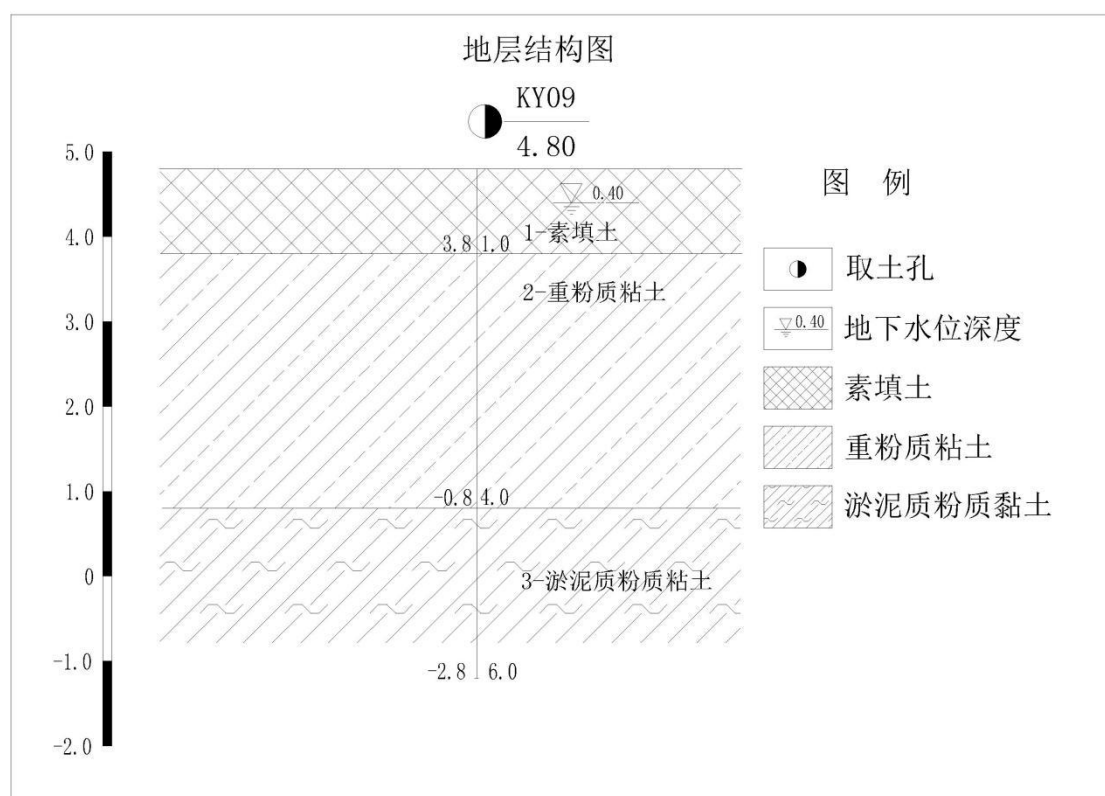 地层结构图
KY09
4.80
5.0
4.0
3.0
2.0
1.0
0
-1.0
-2.0
0.40
1-素填土
3.8 1.0
2-重粉质粘土
-0.8 4.0
3-淤泥质粉质粘土
-2.8 6.0
图 例
取土孔
0.40 地下水位深度
素填土
重粉质粘土
淤泥质粉质黏土